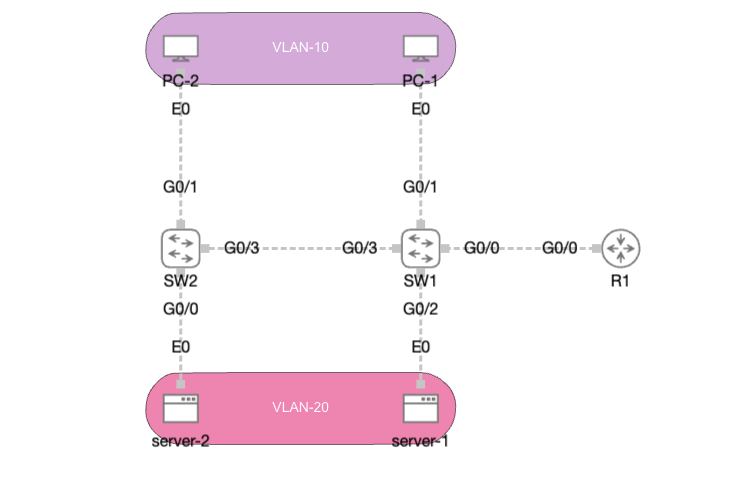 VLAN-10
PC-2
PC-1
E0
E0
G0/1
G0/1
G0/3
G0/3
G0/0
G0/0
SW2
SW1
R1
G0/0
G0/2
E0
E0
VLAN-20
server-2
server-1